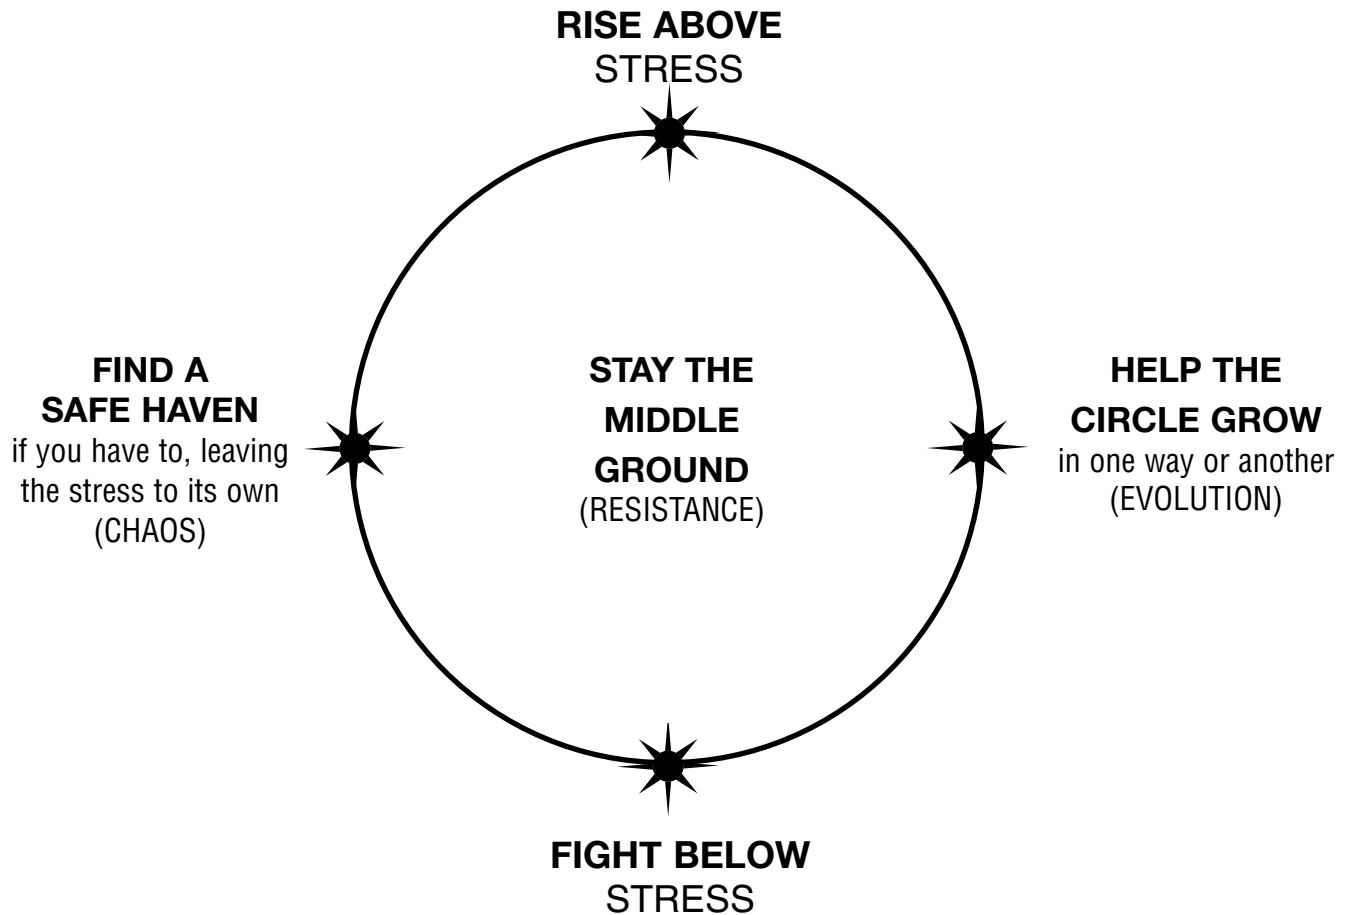 RISE ABOVE
STRESS
FIND A
SAFE HAVEN
if you have to, leaving
the stress to its own
(CHAOS)
STAY THE
MIDDLE
GROUND
(RESISTANCE)
HELP THE
CIRCLE GROW
in one way or another
(EVOLUTION)
FIGHT BELOW
STRESS